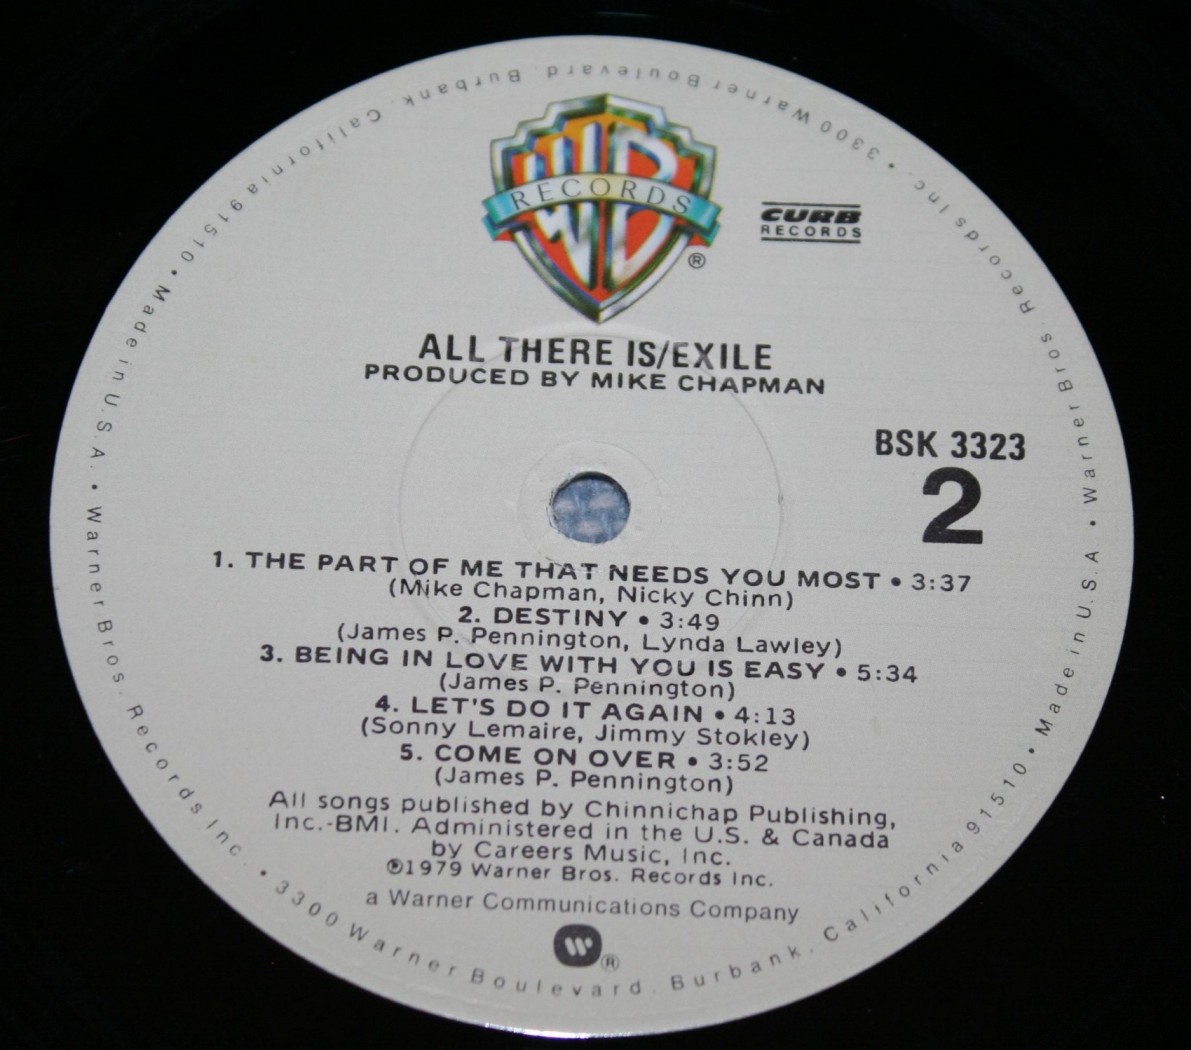 WB
RECORDS
®
CURB
RECORDS
ALL THERE IS/EXILE
PRODUCED BY MIKE CHAPMAN
BSK 3323
2
1. THE PART OF ME THAT NEEDS YOU MOST • 3:37
(Mike Chapman, Nicky Chinn)
2. DESTINY • 3:49
(James P. Pennington, Lynda Lawley)
3. BEING IN LOVE WITH YOU IS EASY • 5:34
(James P. Pennington)
4. LET'S DO IT AGAIN • 4:13
(Sonny Lemaire, Jimmy Stokley)
5. COME ON OVER • 3:52
(James P. Pennington)
All songs published by Chinnichap Publishing,
Inc.-BMI. Administered in the U.S. & Canada
by Careers Music, Inc.
℗1979 Warner Bros. Records Inc.
a Warner Communications Company
W®
Warner Bros. Records Inc. • 3300 Warner Boulevard. Burbank. California 91510 • Made in U.S.A. • Warner Bros. Records Inc. • 3300 Warner Boulevard. Burbank. California 91510 • Made in U.S.A. •